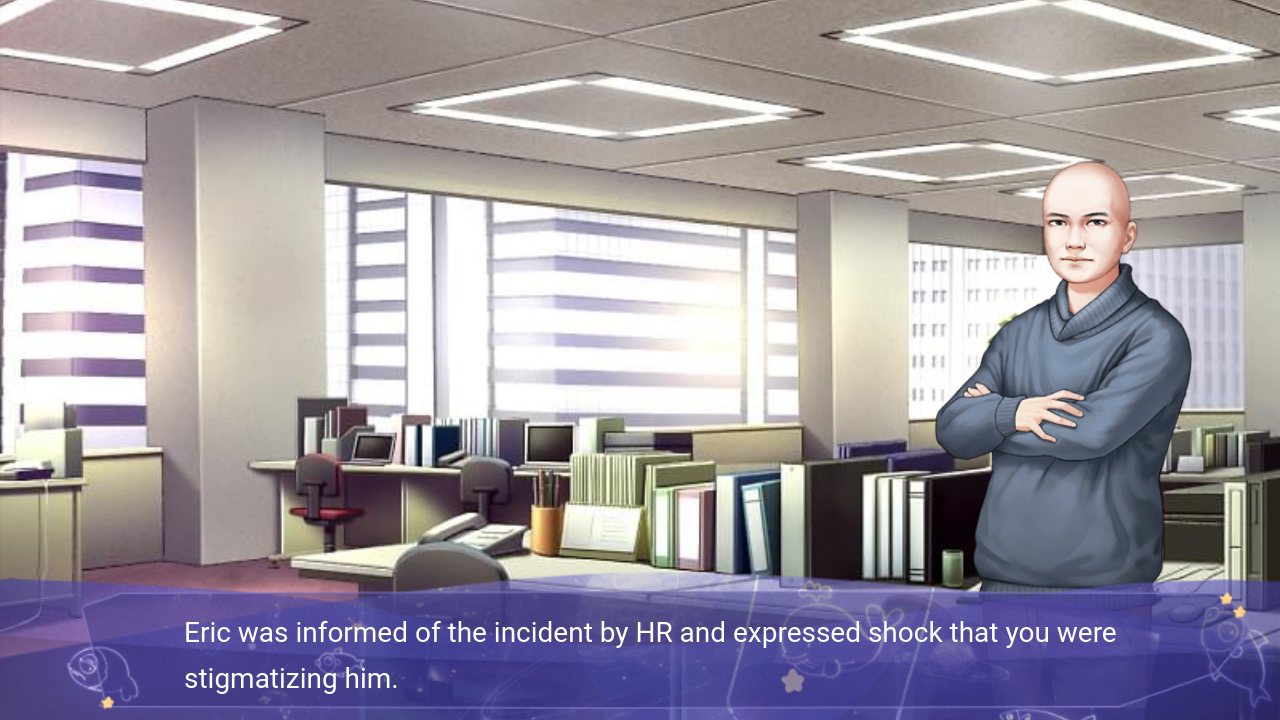 Eric was informed of the incident by HR and expressed shock that you were
stigmatizing him.